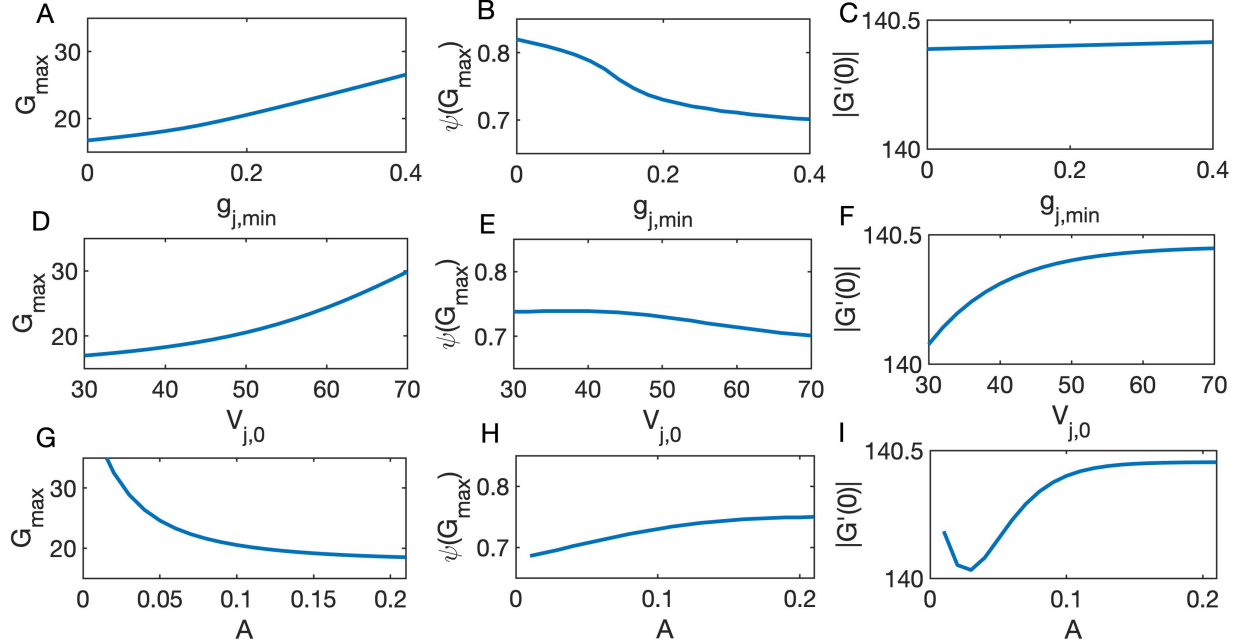 A
B
C
G_max
30
20
0
0.2
0.4
g_j,min
ψ(G_max)
0.8
0.7
0
0.2
0.4
g_j,min
|G'(0)|
140.5
140
0
0.2
0.4
g_j,min
D
E
F
G_max
30
20
30
40
50
60
70
V_j,0
ψ(G_max)
0.8
0.7
30
40
50
60
70
V_j,0
|G'(0)|
140.5
140
30
40
50
60
70
V_j,0
G
H
I
G_max
30
20
0
0.05
0.1
0.15
0.2
A
ψ(G_max)
0.8
0.7
0
0.1
0.2
A
|G'(0)|
140.5
140
0
0.1
0.2
A